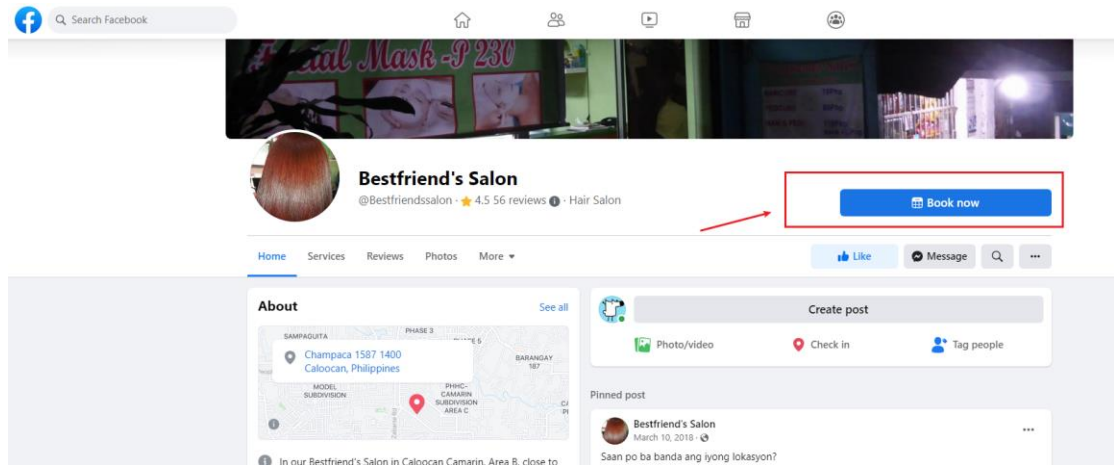 Search Facebook
Facial Mask -P 230
Bestfriend's Salon
@Bestfriendssalon · 4.5 56 reviews · Hair Salon
Book now
Home Services Reviews Photos More
Like Message
About See all
SAMPAGUITA
PHASE 3
Champaca 1587 1400
Caloocan, Philippines
BARANGAY
187
MODEL
SUBDIVISION
PHHC-
CAMARIN
SUBDIVISION
AREA C
In our Bestfriend's Salon in Caloocan Camarin, Area B, close to
Create post
Photo/video Check in Tag people
Pinned post
Bestfriend's Salon
March 10, 2018 ·
Saan po ba banda ang iyong lokasyon?